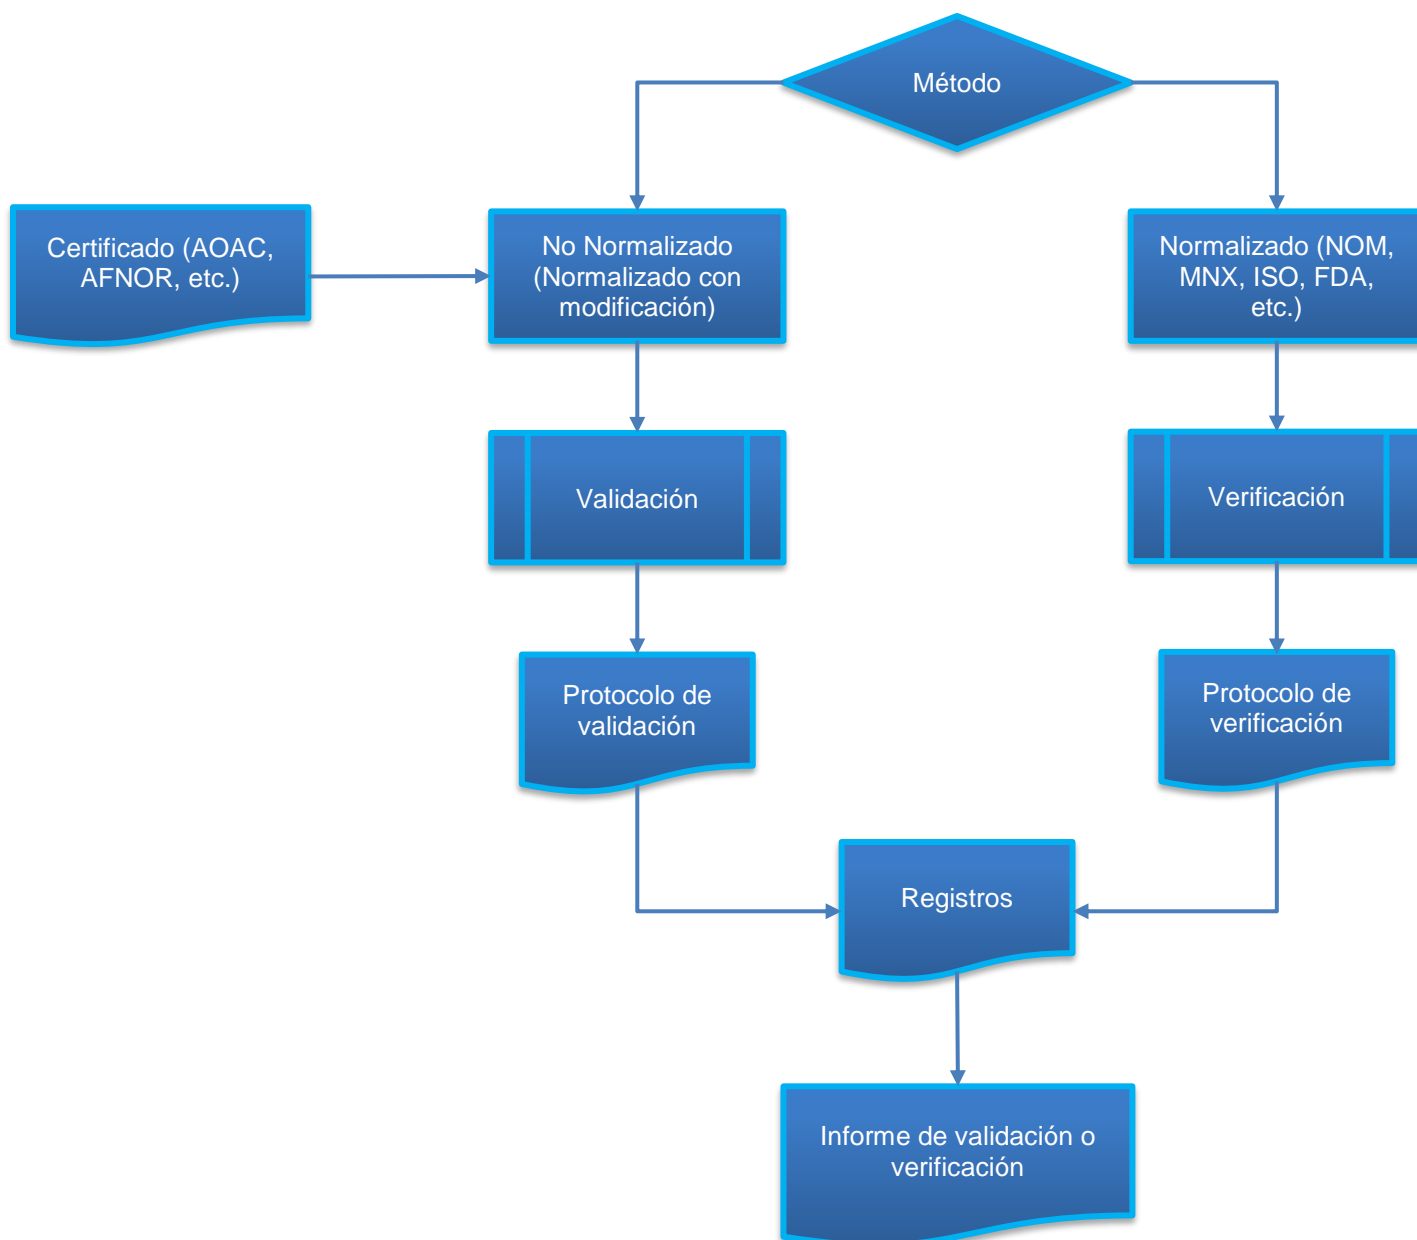 Método
Certificado (AOAC,
AFNOR, etc.)
No Normalizado
(Normalizado con
modificación)
Normalizado (NOM,
MNX, ISO, FDA,
etc.)
Validación
Verificación
Protocolo de
validación
Protocolo de
verificación
Registros
Informe de validación o
verificación